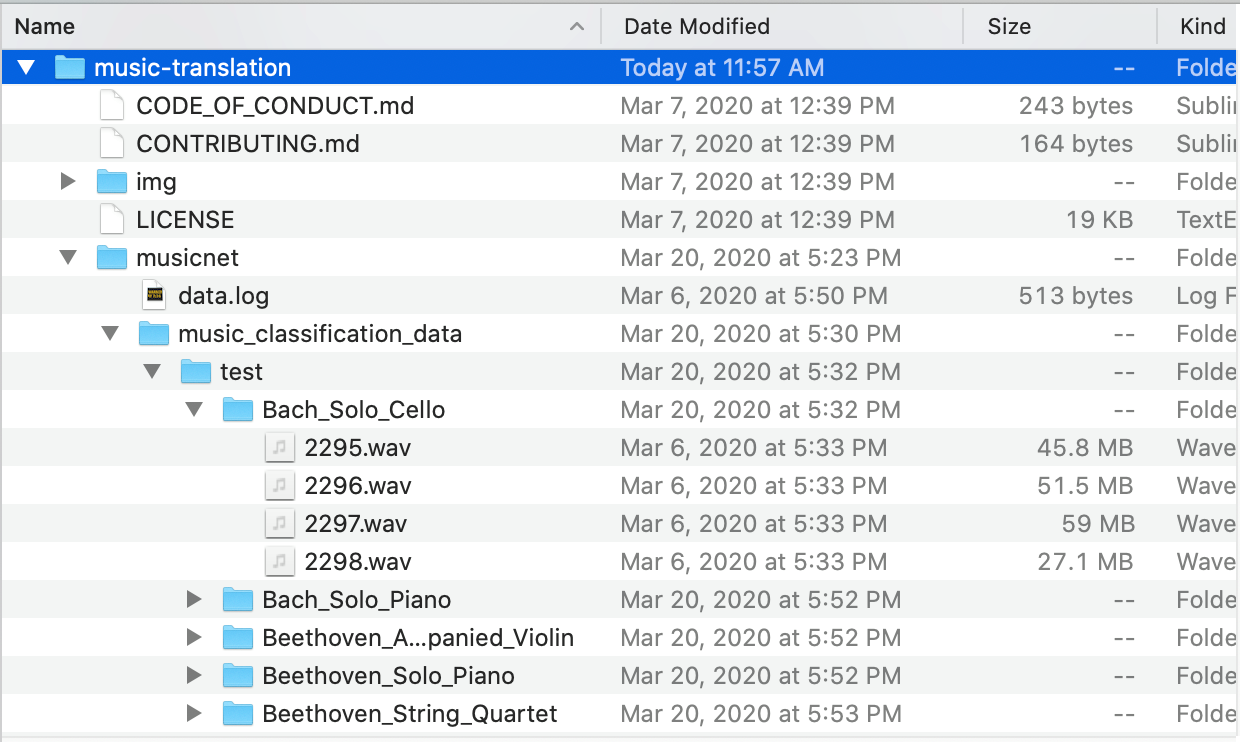 Name Date Modified Size Kind
music-translation Today at 11:57 AM -- Folde
CODE_OF_CONDUCT.md Mar 7, 2020 at 12:39 PM 243 bytes Subli
CONTRIBUTING.md Mar 7, 2020 at 12:39 PM 164 bytes Subli
img Mar 7, 2020 at 12:39 PM -- Folde
LICENSE Mar 7, 2020 at 12:39 PM 19 KB TextE
musicnet Mar 20, 2020 at 5:23 PM -- Folde
data.log Mar 6, 2020 at 5:50 PM 513 bytes Log F
music_classification_data Mar 20, 2020 at 5:30 PM -- Folde
test Mar 20, 2020 at 5:32 PM -- Folde
Bach_Solo_Cello Mar 20, 2020 at 5:32 PM -- Folde
2295.wav Mar 6, 2020 at 5:33 PM 45.8 MB Wave
2296.wav Mar 6, 2020 at 5:33 PM 51.5 MB Wave
2297.wav Mar 6, 2020 at 5:33 PM 59 MB Wave
2298.wav Mar 6, 2020 at 5:33 PM 27.1 MB Wave
Bach_Solo_Piano Mar 20, 2020 at 5:52 PM -- Folde
Beethoven_A...panied_Violin Mar 20, 2020 at 5:52 PM -- Folde
Beethoven_Solo_Piano Mar 20, 2020 at 5:52 PM -- Folde
Beethoven_String_Quartet Mar 20, 2020 at 5:53 PM -- Folde